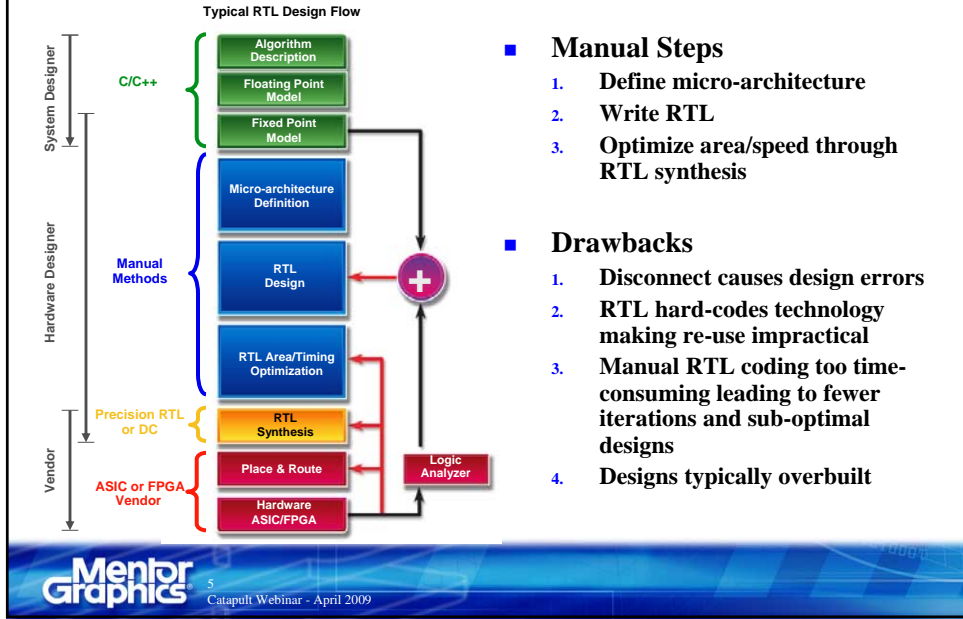 Typical RTL Design Flow
System Designer
Hardware Designer
Vendor
C/C++
Manual
Methods
Precision RTL
or DC
ASIC or FPGA
Vendor
Algorithm
Description
Floating Point
Model
Fixed Point
Model
Micro-architecture
Definition
RTL
Design
RTL Area/Timing
Optimization
RTL
Synthesis
Place & Route
Hardware
ASIC/FPGA
+
Logic
Analyzer
■ Manual Steps
1. Define micro-architecture
2. Write RTL
3. Optimize area/speed through
RTL synthesis
■ Drawbacks
1. Disconnect causes design errors
2. RTL hard-codes technology
making re-use impractical
3. Manual RTL coding too time-
consuming leading to fewer
iterations and sub-optimal
designs
4. Designs typically overbuilt
Mentor
Graphics
5
Catapult Webinar - April 2009